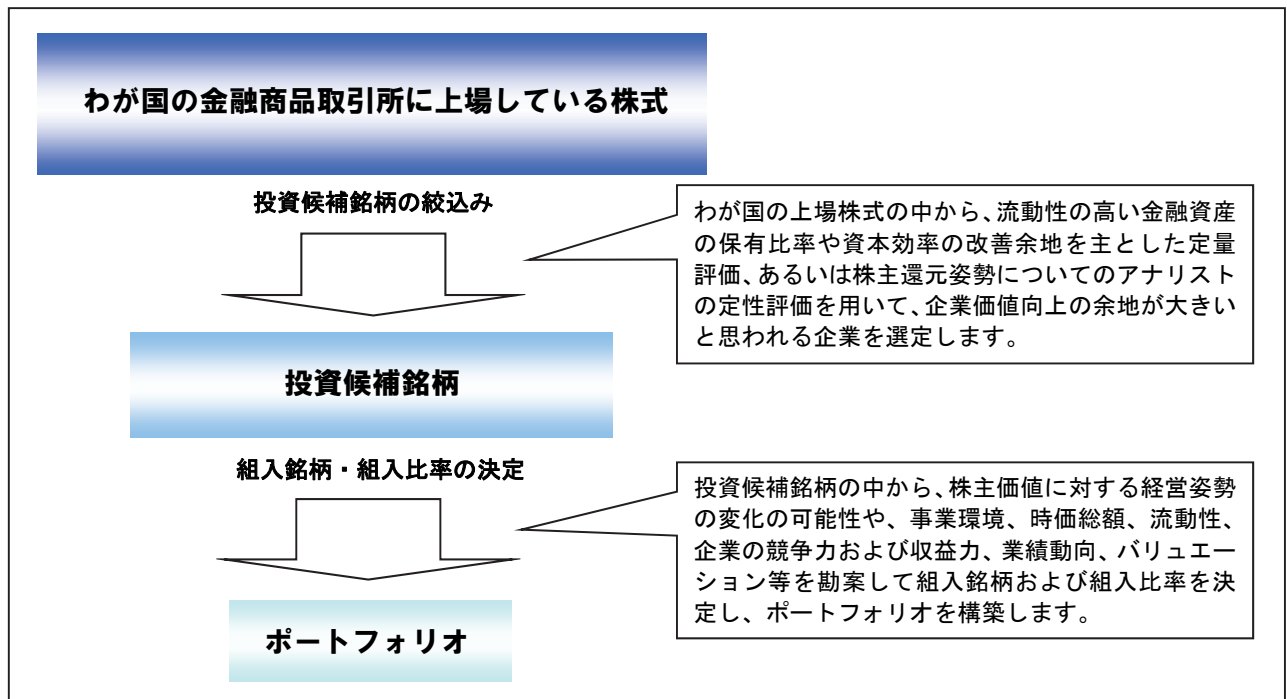 わが国の金融商品取引所に上場している株式
投資候補銘柄の絞込み
わが国の上場株式の中から、流動性の高い金融資産
の保有比率や資本効率の改善余地を主とした定量
評価、あるいは株主還元姿勢についてのアナリスト
の定性評価を用いて、企業価値向上の余地が大きい
と思われる企業を選定します。
投資候補銘柄
組入銘柄・組入比率の決定
投資候補銘柄の中から、株主価値に対する経営姿勢
の変化の可能性や、事業環境、時価総額、流動性、
企業の競争力および収益力、業績動向、バリュエー
ション等を勘案して組入銘柄および組入比率を決
定し、ポートフォリオを構築します。
ポートフォリオ